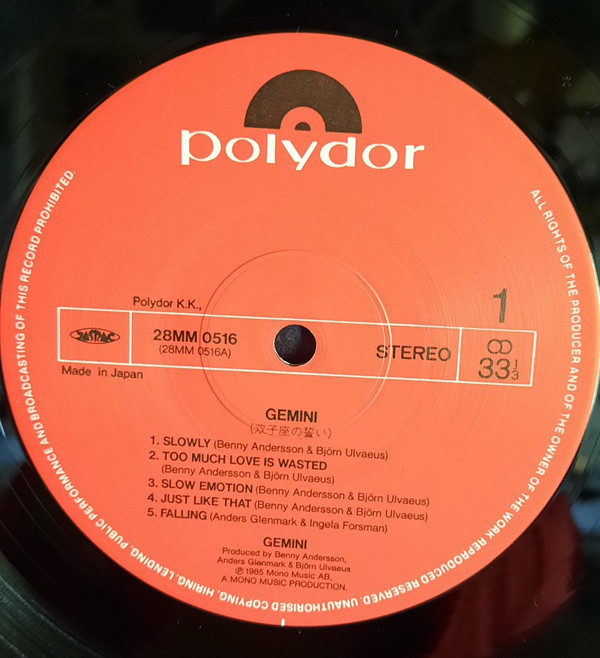 polydor
Polydor K.K.,
1
JASRAC
28MM 0516
(28MM 0516A)
STEREO
33 1/3
Made in Japan
GEMINI
(双子座の誓い)
1. SLOWLY (Benny Andersson & Björn Ulvaeus)
2. TOO MUCH LOVE IS WASTED
(Benny Andersson & Björn Ulvaeus)
3. SLOW EMOTION (Benny Andersson & Björn Ulvaeus)
4. JUST LIKE THAT (Benny Andersson & Björn Ulvaeus)
5. FALLING (Anders Glenmark & Ingela Forsman)
GEMINI
Produced by Benny Andersson,
Anders Glenmark & Björn Ulvaeus
℗ 1985 Mono Music AB,
A MONO MUSIC PRODUCTION,
ALL RIGHTS OF THE PRODUCER AND OF THE OWNER OF THE WORK REPRODUCED RESERVED. UNAUTHORISED COPYING, HIRING, LENDING, PUBLIC PERFORMANCE AND BROADCASTING OF THIS RECORD PROHIBITED.